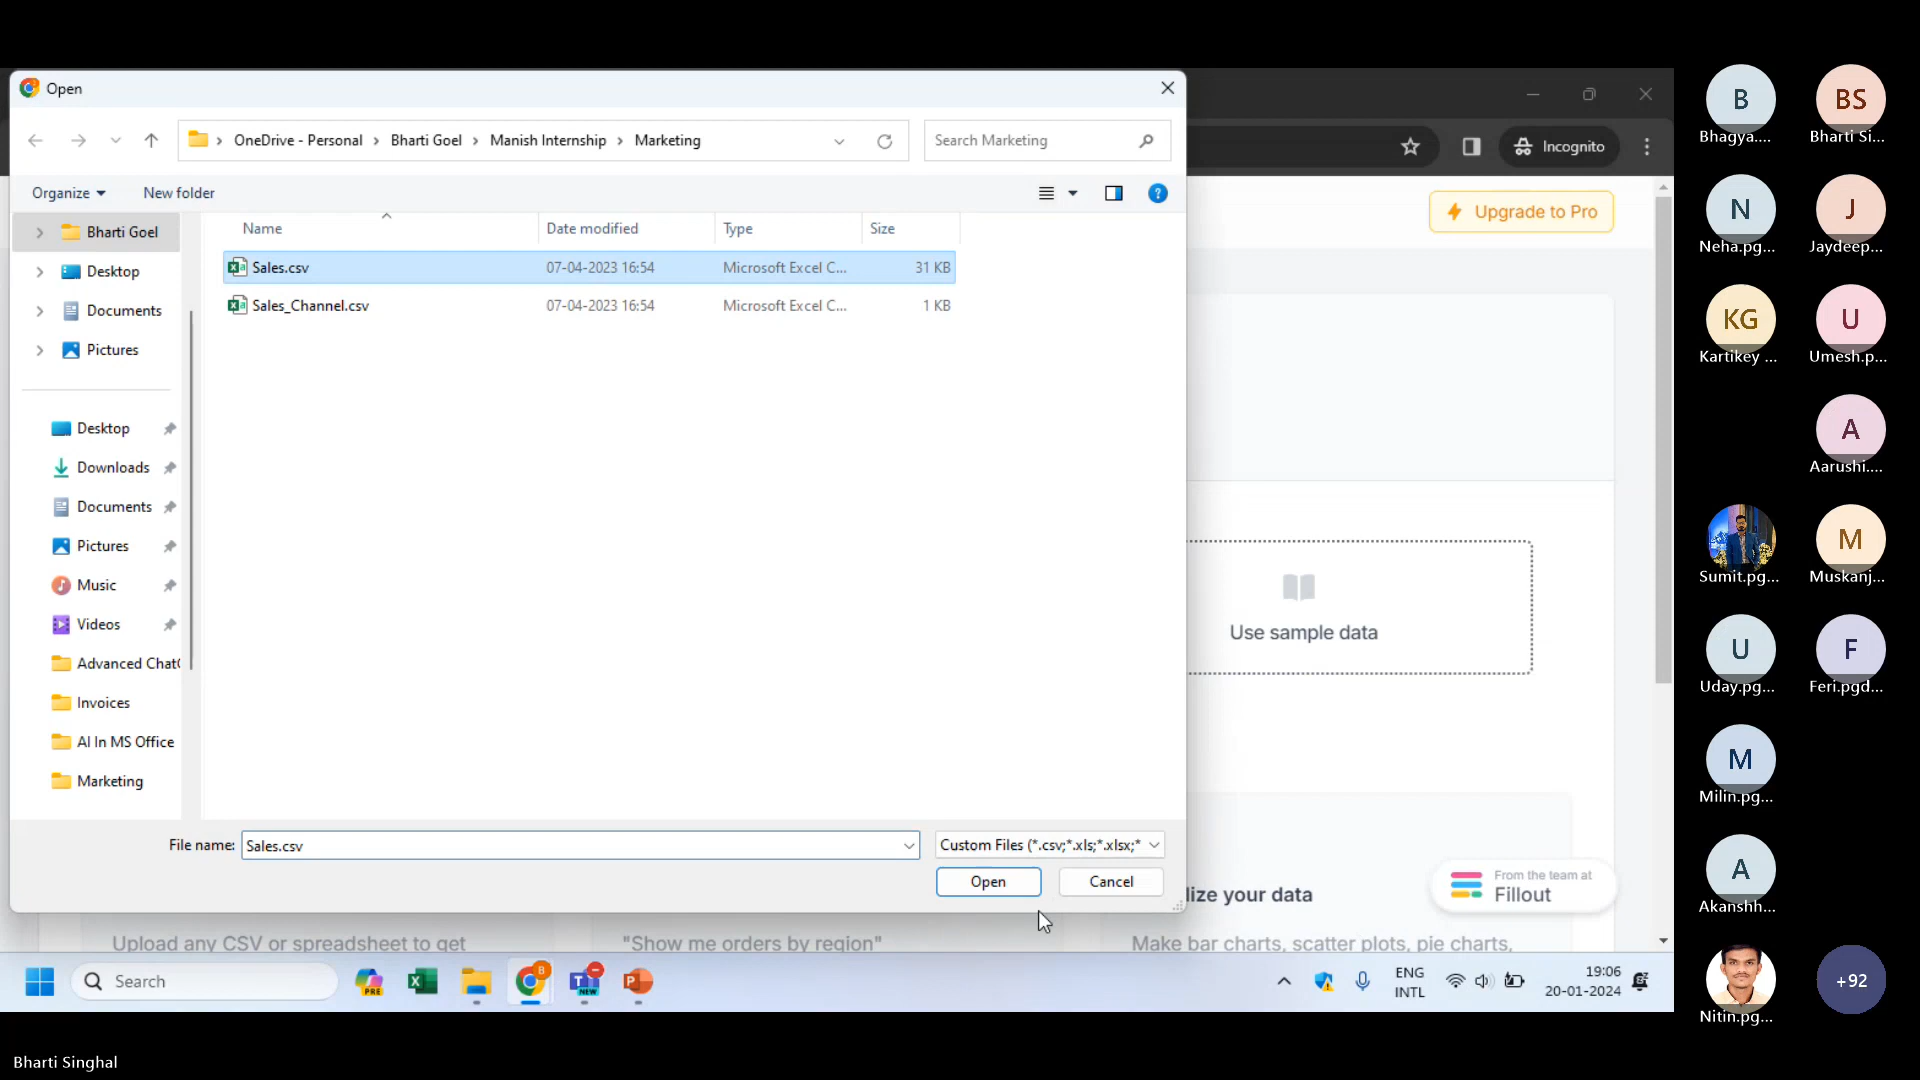 Open
OneDrive - Personal > Bharti Goel > Manish Internship > Marketing
Search Marketing
Organize
New folder
Name
Date modified
Type
Size
Sales.csv
07-04-2023 16:54
Microsoft Excel C...
31 KB
Sales_Channel.csv
07-04-2023 16:54
Microsoft Excel C...
1 KB
Bharti Goel
Desktop
Documents
Pictures
Desktop
Downloads
Documents
Pictures
Music
Videos
Advanced Chat
Invoices
AI In MS Office
Marketing
File name:
Sales.csv
Custom Files (*.csv;*.xls;*.xlsx;*
Open
Cancel
Incognito
Upgrade to Pro
Use sample data
lize your data
From the team at
Fillout
Upload any CSV or spreadsheet to get
"Show me orders by region"
Make bar charts, scatter plots, pie charts,
Search
PRE
B
T
NEW
P
ENG
INTL
19:06
20-01-2024
B
Bhagya....
BS
Bharti Si...
N
Neha.pg...
J
Jaydeep...
KG
Kartikey ...
U
Umesh.p...
A
Aarushi....
Sumit.pg...
M
Muskanj...
U
Uday.pg...
F
Feri.pgd...
M
Milin.pg...
A
Akanshh...
Nitin.pg...
+92
Bharti Singhal